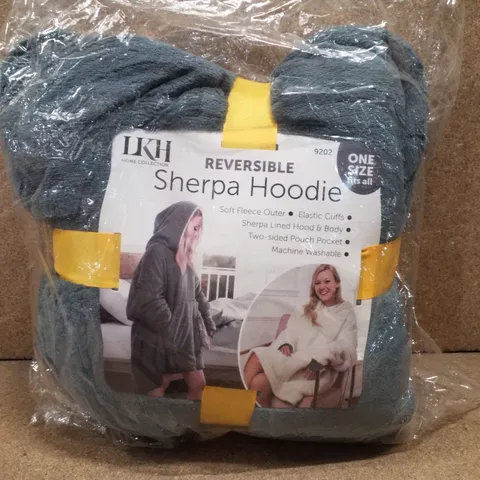 LKH
HOME COLLECTION
9202
REVERSIBLE
Sherpa Hoodie
ONE
SIZE
fits all
Soft Fleece Outer ● Elastic Cuffs ●
Sherpa Lined Hood & Body ●
Two-sided Pouch Pocket ●
Machine Washable ●